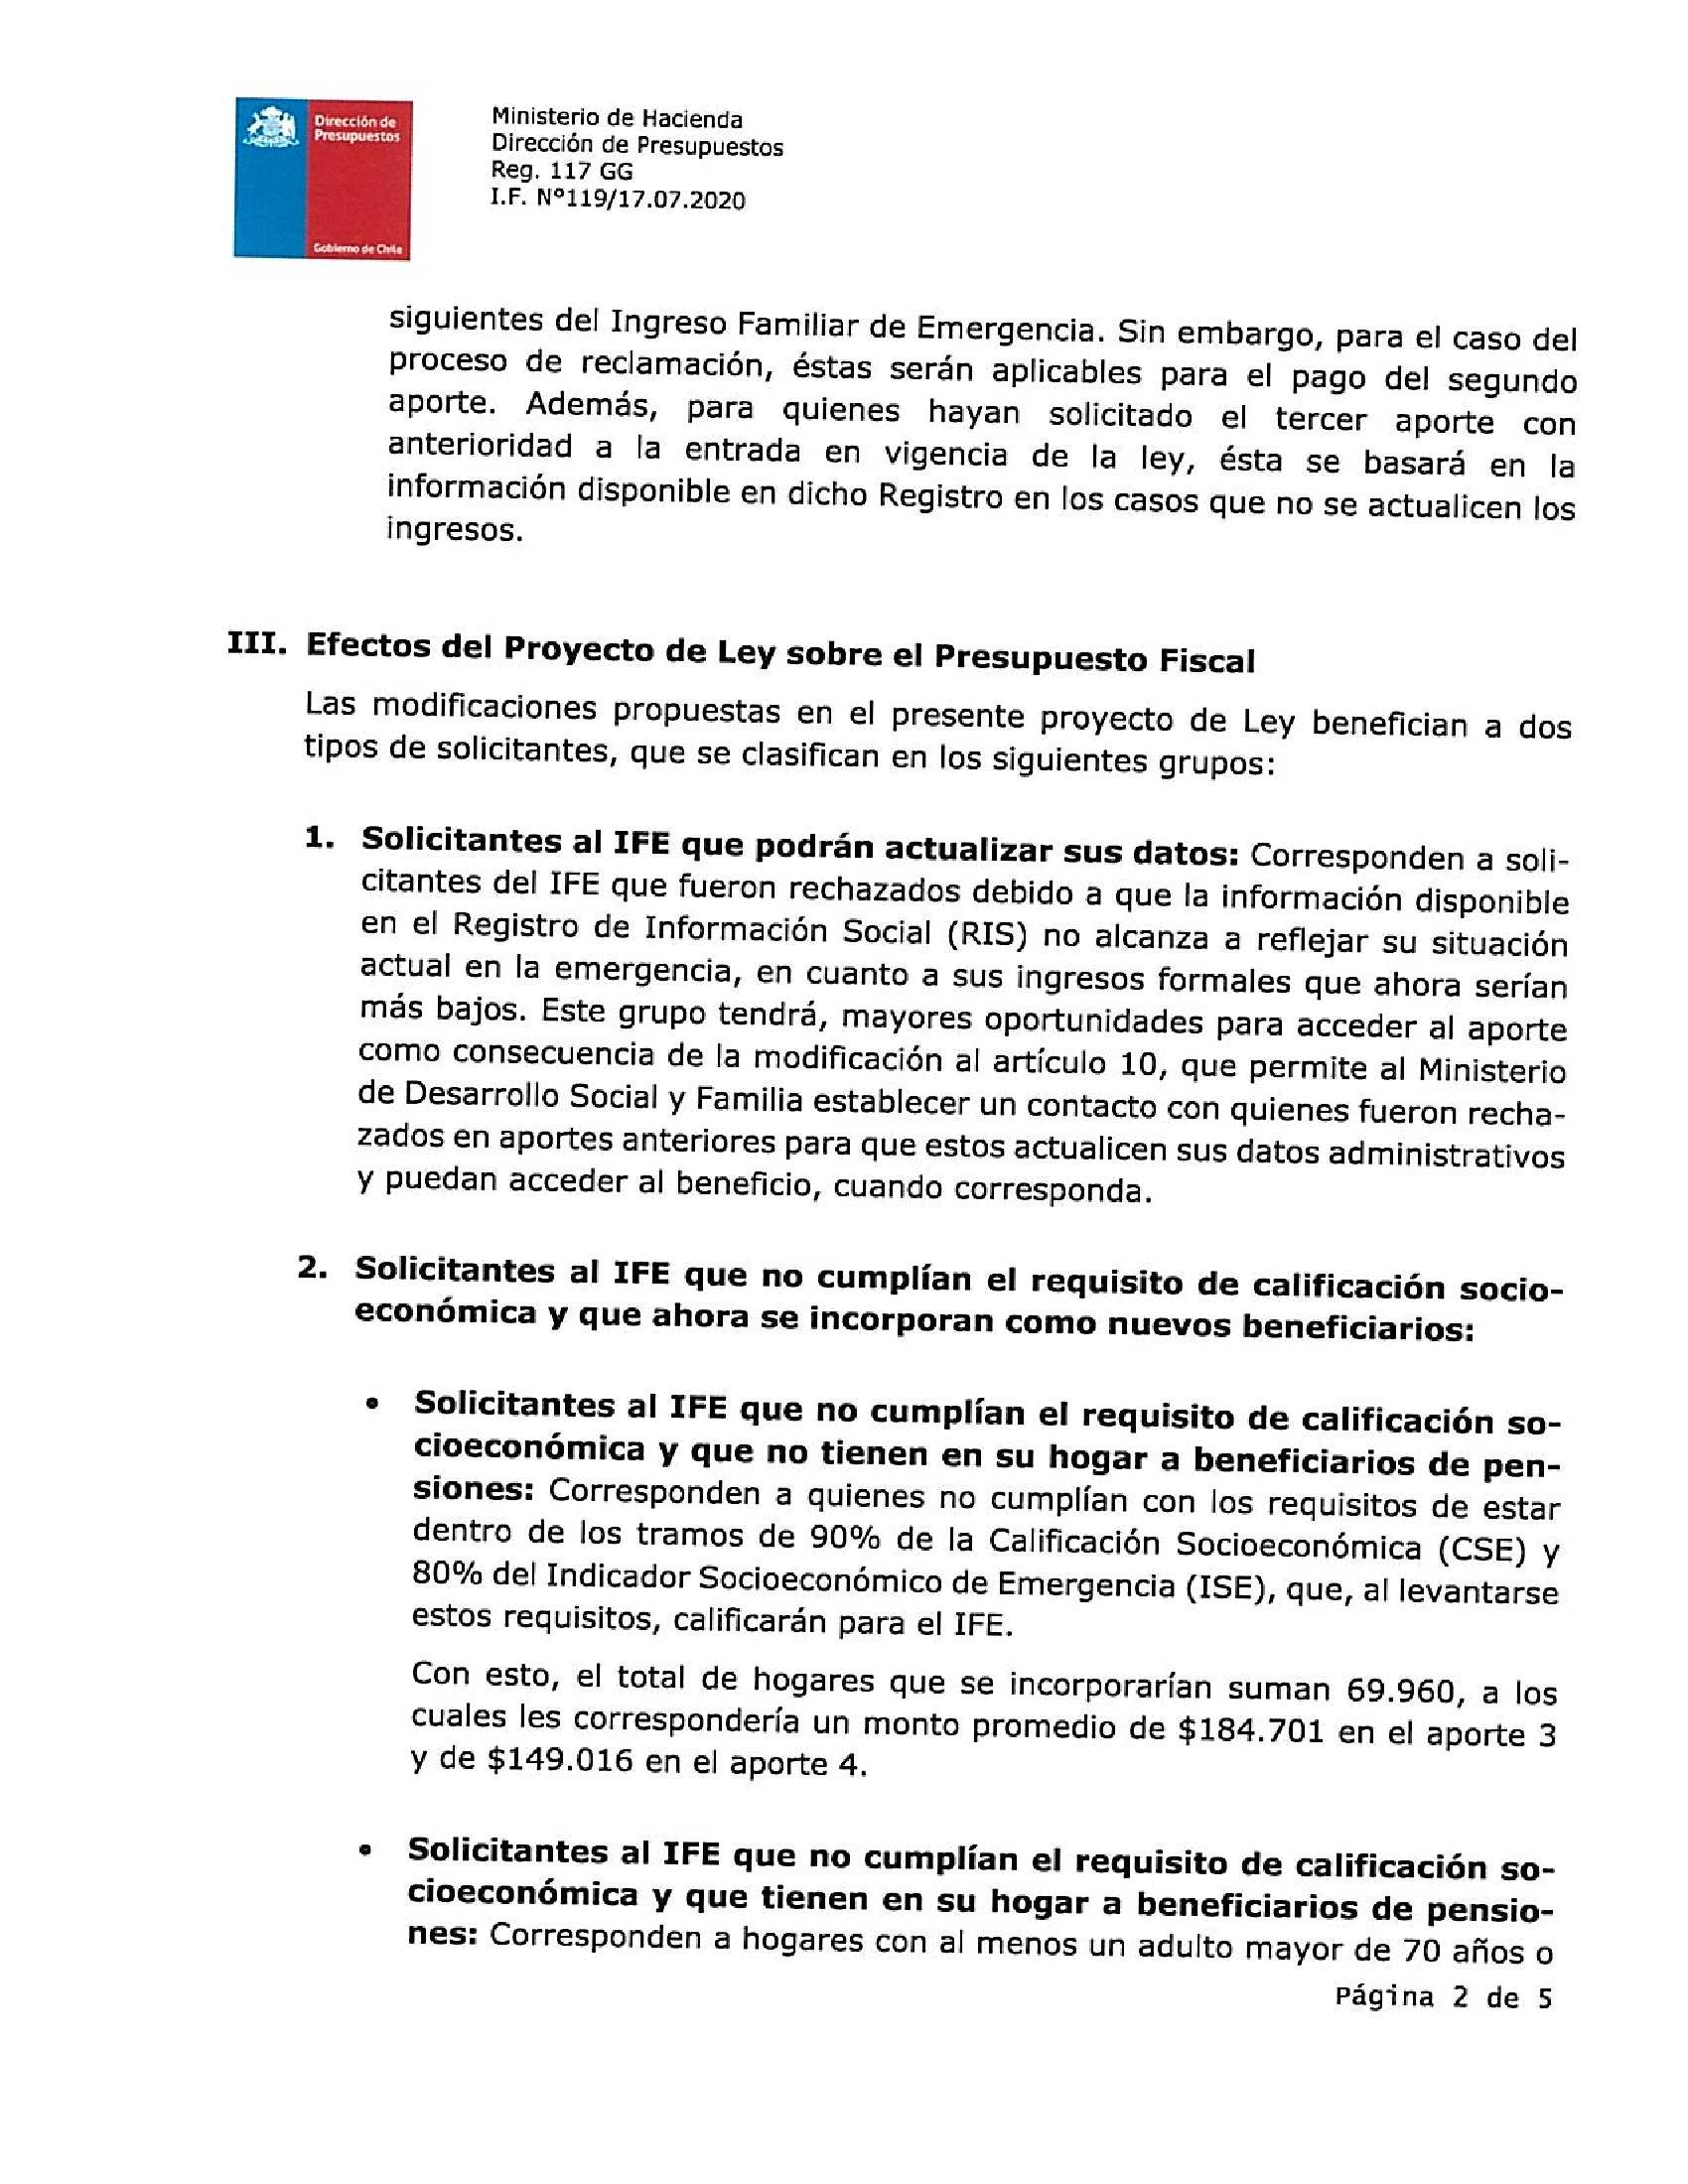 Dirección de
Presupuestos
Gobierno de Chile
Ministerio de Hacienda
Dirección de Presupuestos
Reg. 117 GG
I.F. Nº119/17.07.2020
siguientes del Ingreso Familiar de Emergencia. Sin embargo, para el caso del
proceso de reclamación, éstas serán aplicables para el pago del segundo
aporte. Además, para quienes hayan solicitado el tercer aporte con
anterioridad a la entrada en vigencia de la ley, ésta se basará en la
información disponible en dicho Registro en los casos que no se actualicen los
ingresos.
III. Efectos del Proyecto de Ley sobre el Presupuesto Fiscal
Las modificaciones propuestas en el presente proyecto de Ley benefician a dos
tipos de solicitantes, que se clasifican en los siguientes grupos:
1. Solicitantes al IFE que podrán actualizar sus datos: Corresponden a soli-
citantes del IFE que fueron rechazados debido a que la información disponible
en el Registro de Información Social (RIS) no alcanza a reflejar su situación
actual en la emergencia, en cuanto a sus ingresos formales que ahora serían
más bajos. Este grupo tendrá, mayores oportunidades para acceder al aporte
como consecuencia de la modificación al artículo 10, que permite al Ministerio
de Desarrollo Social y Familia establecer un contacto con quienes fueron recha-
zados en aportes anteriores para que estos actualicen sus datos administrativos
y puedan acceder al beneficio, cuando corresponda.
2. Solicitantes al IFE que no cumplían el requisito de calificación socio-
económica y que ahora se incorporan como nuevos beneficiarios:
• Solicitantes al IFE que no cumplían el requisito de calificación so-
cioeconómica y que no tienen en su hogar a beneficiarios de pen-
siones: Corresponden a quienes no cumplían con los requisitos de estar
dentro de los tramos de 90% de la Calificación Socioeconómica (CSE) y
80% del Indicador Socioeconómico de Emergencia (ISE), que, al levantarse
estos requisitos, calificarán para el IFE.
Con esto, el total de hogares que se incorporarían suman 69.960, a los
cuales les correspondería un monto promedio de $184.701 en el aporte 3
y de $149.016 en el aporte 4.
• Solicitantes al IFE que no cumplían el requisito de calificación so-
cioeconómica y que tienen en su hogar a beneficiarios de pensio-
nes: Corresponden a hogares con al menos un adulto mayor de 70 años o
Página 2 de 5